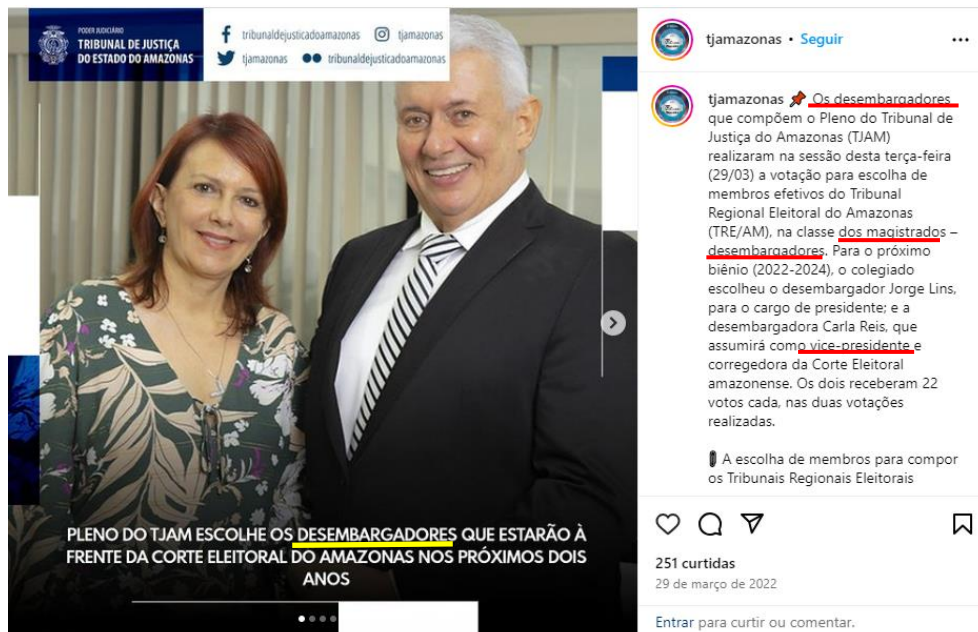 PODER JUDICIÁRIO
TRIBUNAL DE JUSTIÇA
DO ESTADO DO AMAZONAS
tribunaldejusticadoamazonas tjamazonas
tjamazonas tribunaldejusticadoamazonas
PLENO DO TJAM ESCOLHE OS DESEMBARGADORES QUE ESTARÃO À
FRENTE DA CORTE ELEITORAL DO AMAZONAS NOS PRÓXIMOS DOIS
ANOS
tjamazonas • Seguir
tjamazonas 📌 Os desembargadores
que compõem o Pleno do Tribunal de
Justiça do Amazonas (TJAM)
realizaram na sessão desta terça-feira
(29/03) a votação para escolha de
membros efetivos do Tribunal
Regional Eleitoral do Amazonas
(TRE/AM), na classe dos magistrados –
desembargadores. Para o próximo
biênio (2022-2024), o colegiado
escolheu o desembargador Jorge Lins,
para o cargo de presidente; e a
desembargadora Carla Reis, que
assumirá como vice-presidente e
corregedora da Corte Eleitoral
amazonense. Os dois receberam 22
votos cada, nas duas votações
realizadas.
A escolha de membros para compor
os Tribunais Regionais Eleitorais
251 curtidas
29 de março de 2022
Entrar para curtir ou comentar.